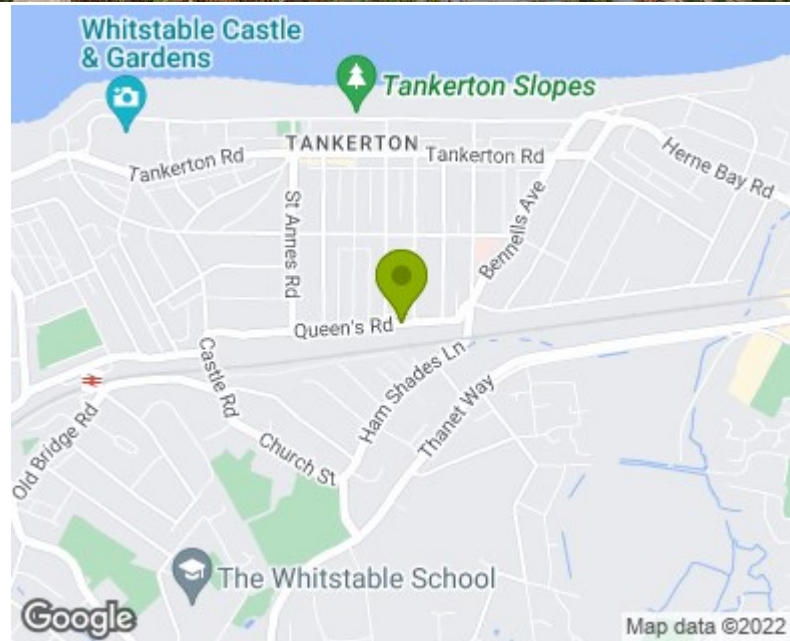 Whitstable Castle
& Gardens
Tankerton Slopes
TANKERTON
Tankerton Rd
Tankerton Rd
Herne Bay Rd
St Annes Rd
Bennells Ave
Queen's Rd
Castle Rd
Ham Shades Ln
Thanet Way
Old Bridge Rd
Church St
The Whitstable School
Google
Map data ©2022